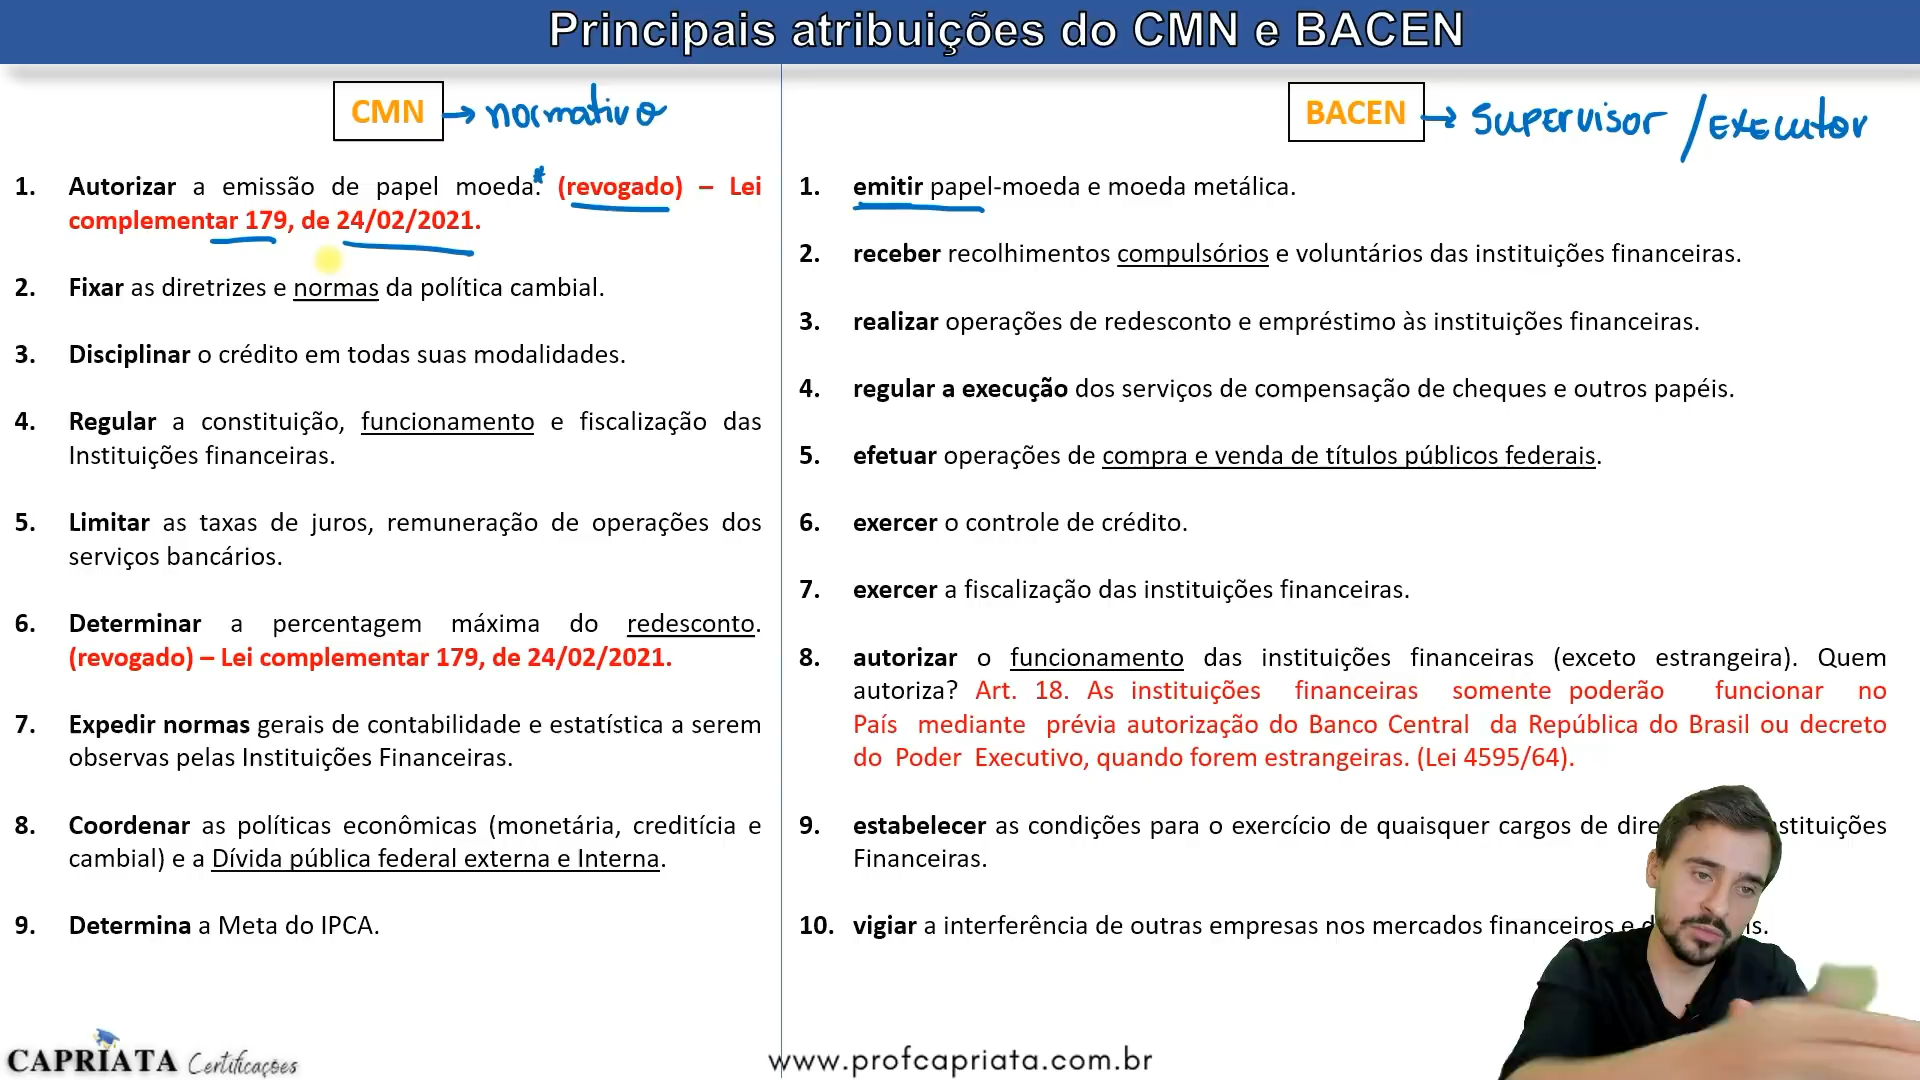 Principais atribuições do CMN e BACEN
CMN → normativo
1. Autorizar a emissão de papel moeda.* (revogado) – Lei
complementar 179, de 24/02/2021.
2. Fixar as diretrizes e normas da política cambial.
3. Disciplinar o crédito em todas suas modalidades.
4. Regular a constituição, funcionamento e fiscalização das
Instituições financeiras.
5. Limitar as taxas de juros, remuneração de operações dos
serviços bancários.
6. Determinar a percentagem máxima do redesconto.
(revogado) – Lei complementar 179, de 24/02/2021.
7. Expedir normas gerais de contabilidade e estatística a serem
observas pelas Instituições Financeiras.
8. Coordenar as políticas econômicas (monetária, creditícia e
cambial) e a Dívida pública federal externa e Interna.
9. Determina a Meta do IPCA.
BACEN → SUPERVISOR / EXECUTOR
1. emitir papel-moeda e moeda metálica.
2. receber recolhimentos compulsórios e voluntários das instituições financeiras.
3. realizar operações de redesconto e empréstimo às instituições financeiras.
4. regular a execução dos serviços de compensação de cheques e outros papéis.
5. efetuar operações de compra e venda de títulos públicos federais.
6. exercer o controle de crédito.
7. exercer a fiscalização das instituições financeiras.
8. autorizar o funcionamento das instituições financeiras (exceto estrangeira). Quem
autoriza? Art. 18. As instituições financeiras somente poderão funcionar no
País mediante prévia autorização do Banco Central da República do Brasil ou decreto
do Poder Executivo, quando forem estrangeiras. (Lei 4595/64).
9. estabelecer as condições para o exercício de quaisquer cargos de
Financeiras.
10. vigiar a interferência de outras empresas nos mercados financeiros e
CAPRIATA Certificações
www.profcapriata.com.br